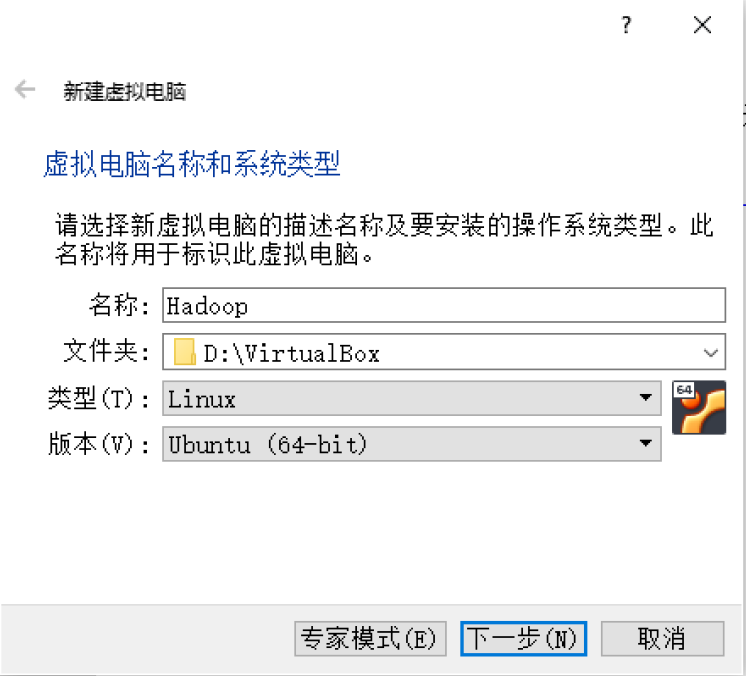 ?
新建虚拟电脑
虚拟电脑名称和系统类型
请选择新虚拟电脑的描述名称及要安装的操作系统类型。此
名称将用于标识此虚拟电脑。
名称: Hadoop
文件夹: D:\VirtualBox
类型(T): Linux
64
版本(V): Ubuntu (64-bit)
专家模式(E) 下一步(N) 取消